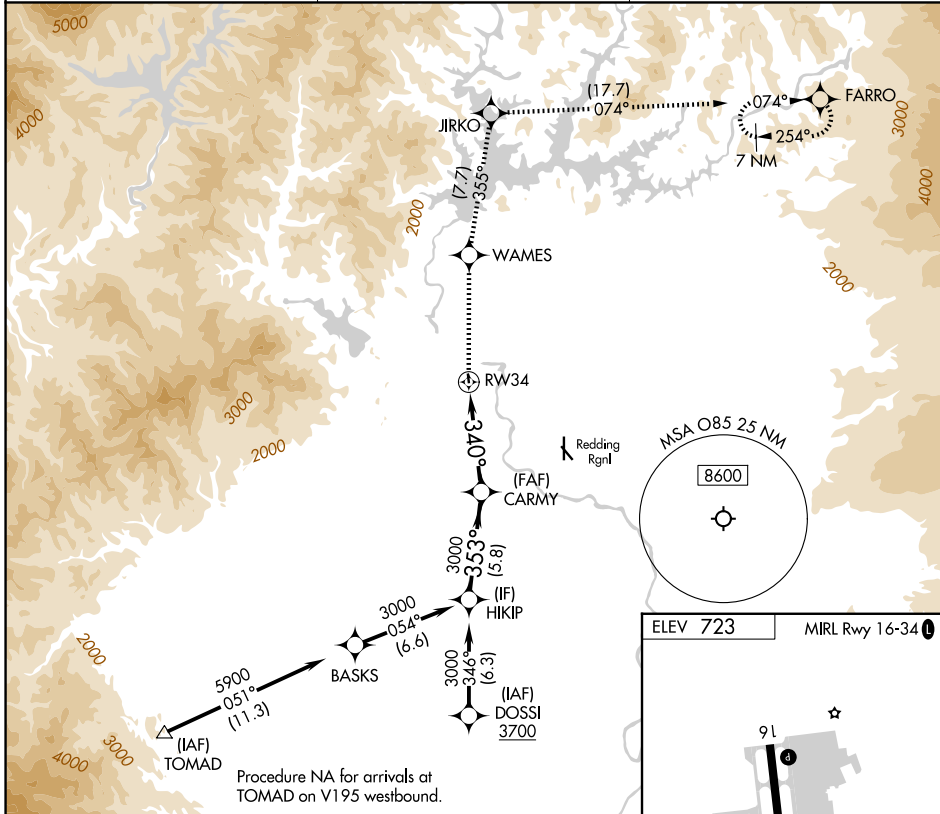 5000
4000
(17.7)
074°
JIRKO
074°
FARRO
254°
7 NM
3000
4000
(7.7)
355°
2000
WAMES
2000
3000
2000
RW34
340°
Redding
Rgnl
MSA O85 25 NM
8600
(FAF)
CARMY
3000
353°
(5.8)
(IF)
HIKIP
3000
054°
(6.6)
BASKS
3000
346°
(6.3)
(IAF)
DOSSI
3700
5900
051°
(11.3)
(IAF)
TOMAD
2000
3000
4000
Procedure NA for arrivals at
TOMAD on V195 westbound.
ELEV 723
MIRL Rwy 16-34 L
16
P